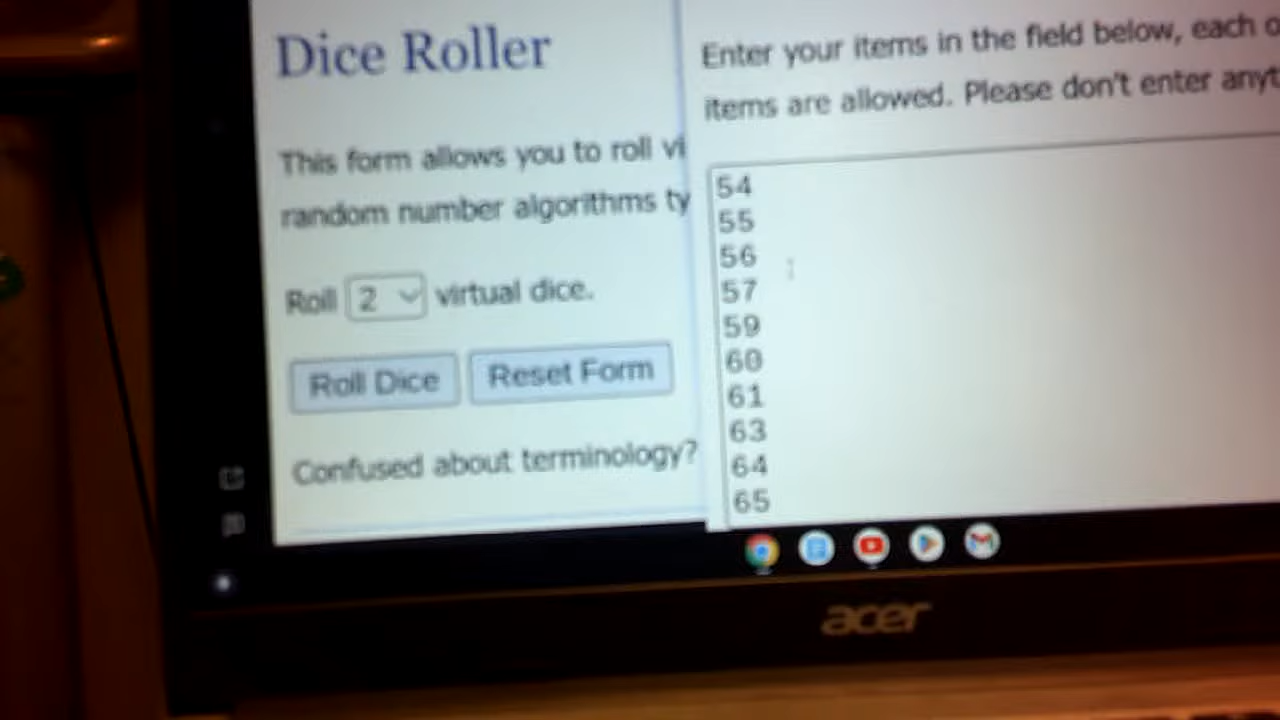 Dice Roller
This form allows you to roll vi
random number algorithms ty
Roll 2 virtual dice.
Roll Dice Reset Form
Confused about terminology?
Enter your items in the field below, each o
items are allowed. Please don't enter anyt
54
55
56
57
59
60
61
63
64
65
acer